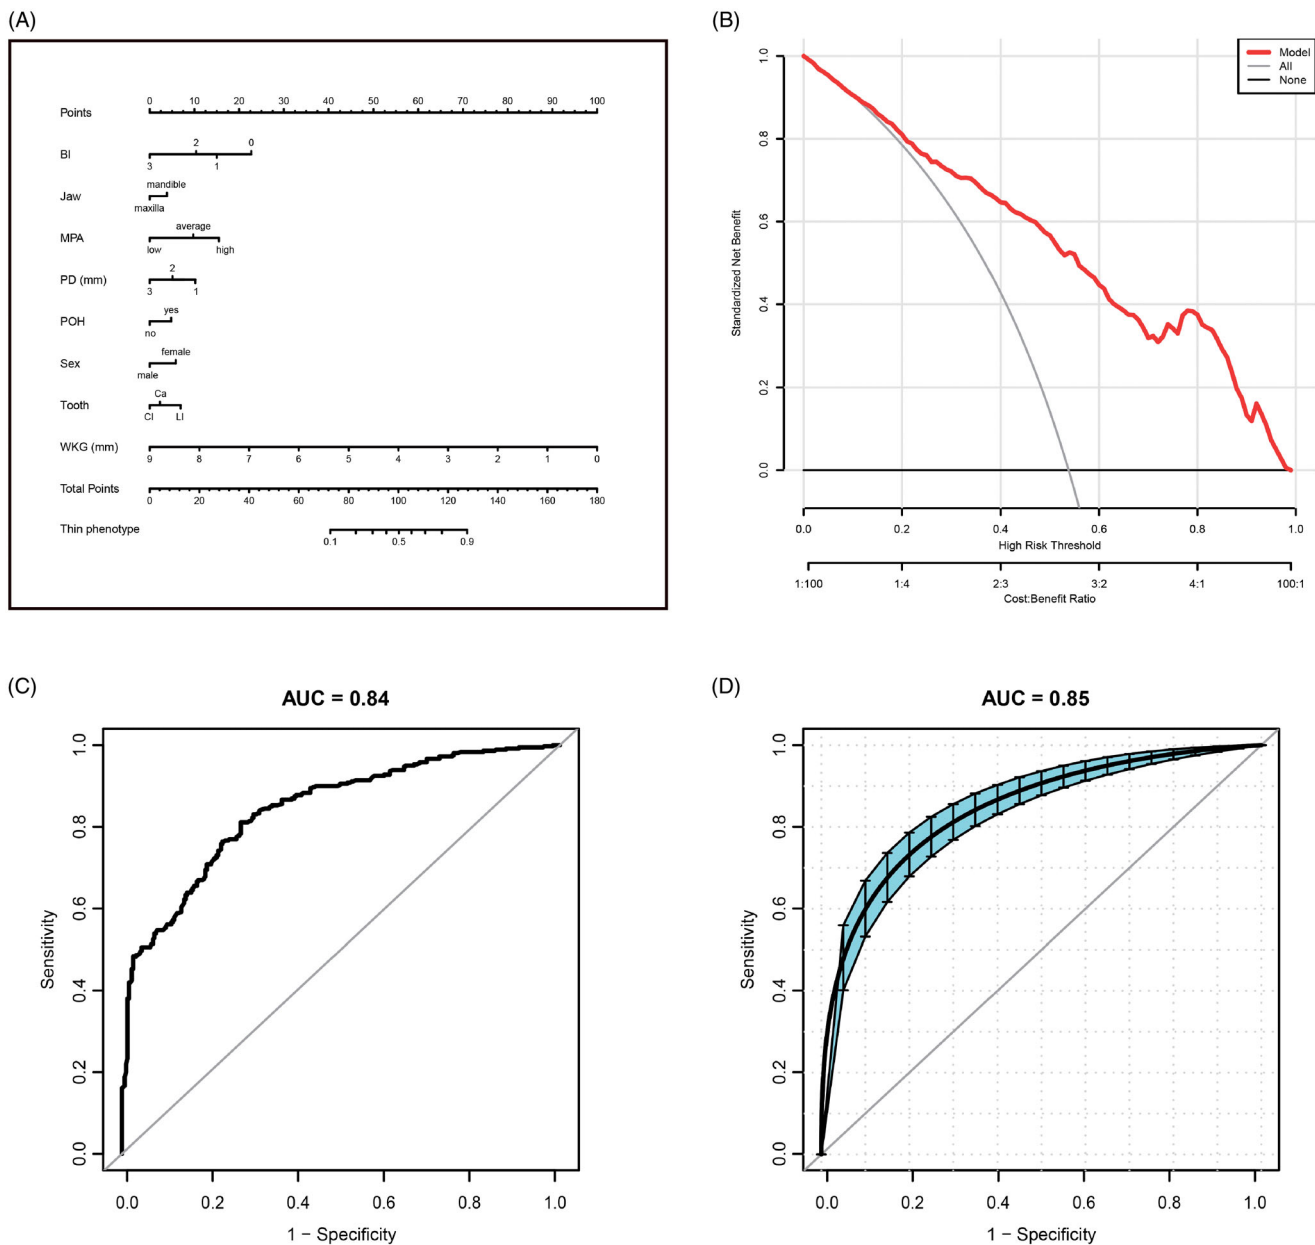 (A)
Points 0 10 20 30 40 50 60 70 80 90 100
2 0
BI
3 1
mandible
Jaw
maxilla
average
MPA
low high
2
PD (mm)
3 1
yes
POH
no
female
Sex
male
Ca
Tooth
CI LI
WKG (mm)
9 8 7 6 5 4 3 2 1 0
Total Points
0 20 40 60 80 100 120 140 160 180
Thin phenotype
0.1 0.5 0.9
(B)
Model
All
None
Standardized Net Benefit
1.0
0.8
0.6
0.4
0.2
0.0
0.0 0.2 0.4 0.6 0.8 1.0
High Risk Threshold
1:100 1:4 2:3 3:2 4:1 100:1
Cost:Benefit Ratio
(C)
AUC = 0.84
Sensitivity
1.0
0.8
0.6
0.4
0.2
0.0
0.0 0.2 0.4 0.6 0.8 1.0
1 − Specificity
(D)
AUC = 0.85
Sensitivity
1.0
0.8
0.6
0.4
0.2
0.0
0.0 0.2 0.4 0.6 0.8 1.0
1 − Specificity